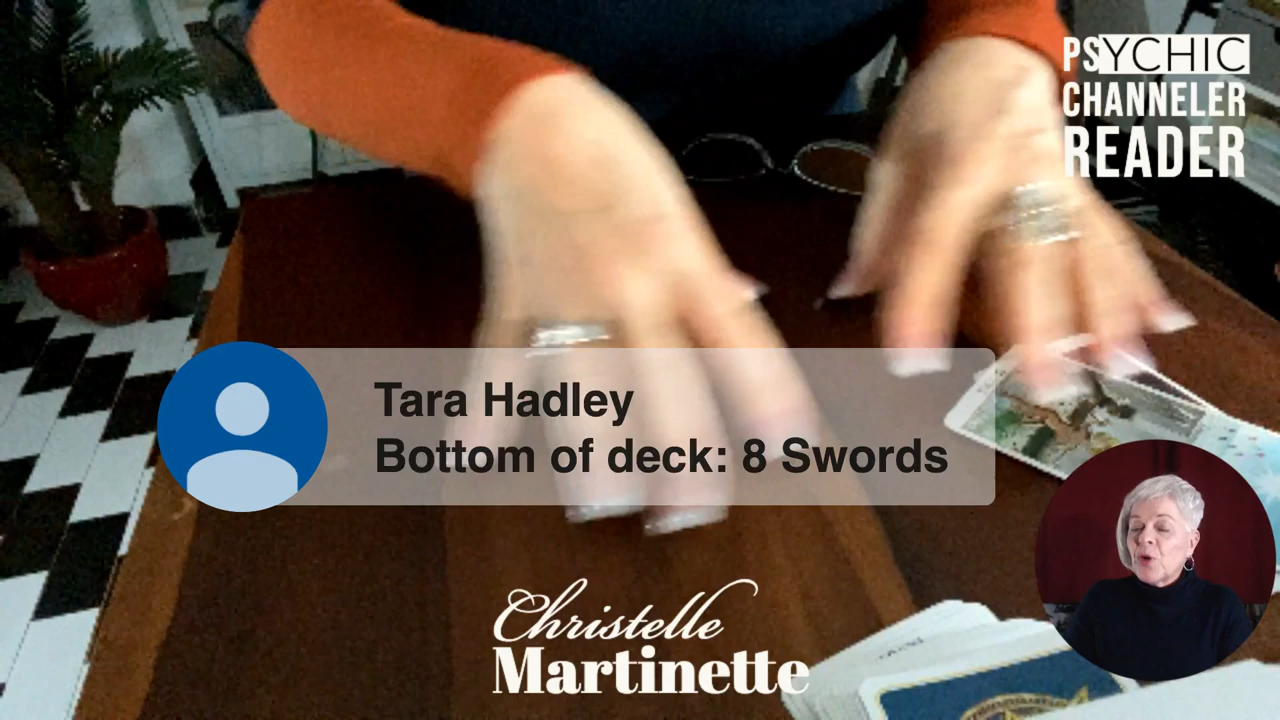 PSYCHIC
CHANNELER
READER
Tara Hadley
Bottom of deck: 8 Swords
Christelle
Martinette